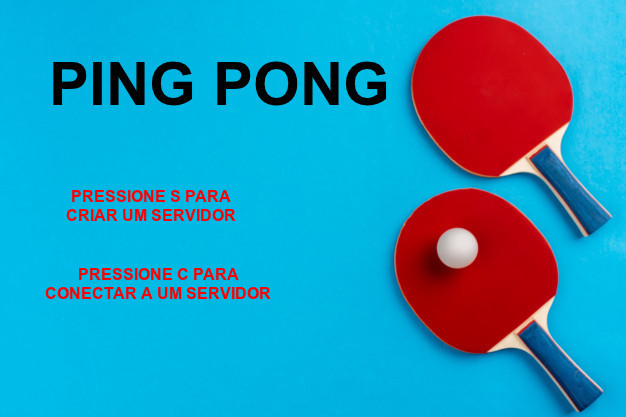 PING PONG
PRESSIONE S PARA
CRIAR UM SERVIDOR
PRESSIONE C PARA
CONECTAR A UM SERVIDOR